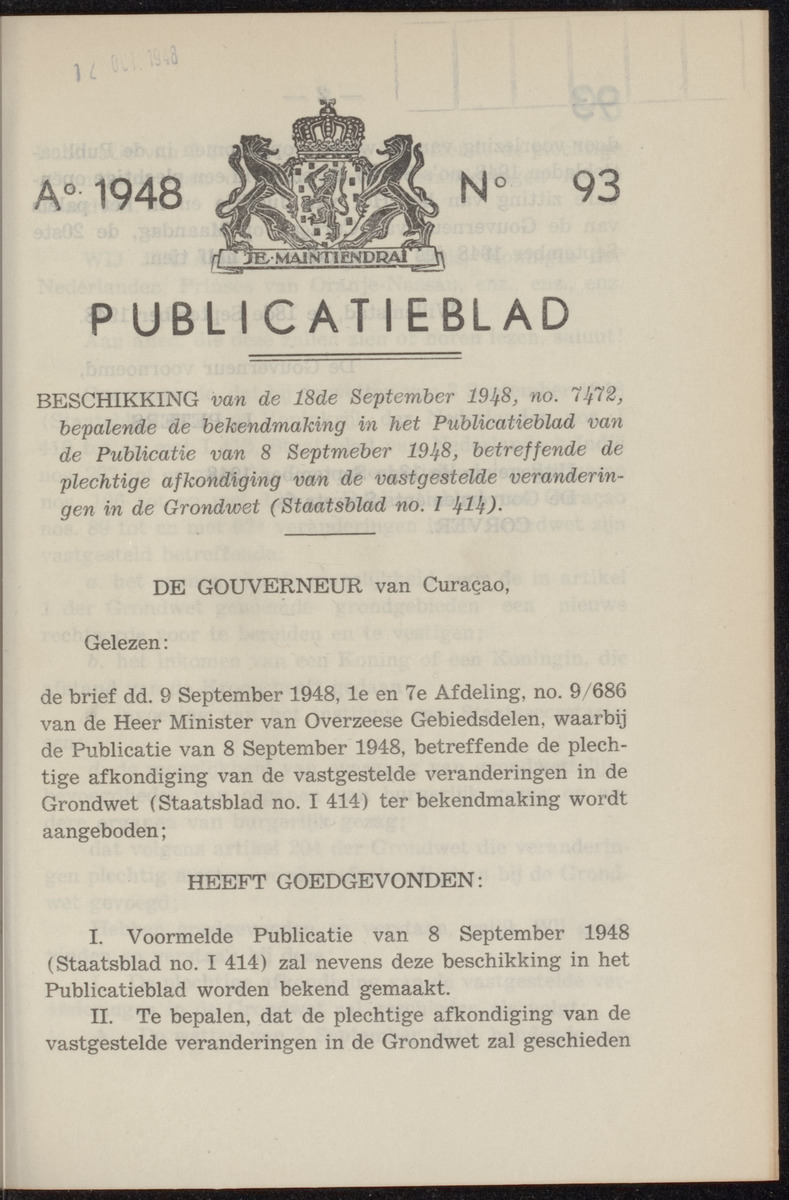 Aº. 1948
Nº 93
JE·MAINTIENDRAI
PUBLICATIEBLAD
BESCHIKKING van de 18de September 1948, no. 7472,
bepalende de bekendmaking in het Publicatieblad van
de Publicatie van 8 Septmeber 1948, betreffende de
plechtige afkondiging van de vastgestelde veranderin-
gen in de Grondwet (Staatsblad no. I 414).
DE GOUVERNEUR van Curaçao,
Gelezen:
de brief dd. 9 September 1948, 1e en 7e Afdeling, no. 9/686
van de Heer Minister van Overzeese Gebiedsdelen, waarbij
de Publicatie van 8 September 1948, betreffende de plech-
tige afkondiging van de vastgestelde veranderingen in de
Grondwet (Staatsblad no. I 414) ter bekendmaking wordt
aangeboden;
HEEFT GOEDGEVONDEN:
I. Voormelde Publicatie van 8 September 1948
(Staatsblad no. I 414) zal nevens deze beschikking in het
Publicatieblad worden bekend gemaakt.
II. Te bepalen, dat de plechtige afkondiging van de
vastgestelde veranderingen in de Grondwet zal geschieden